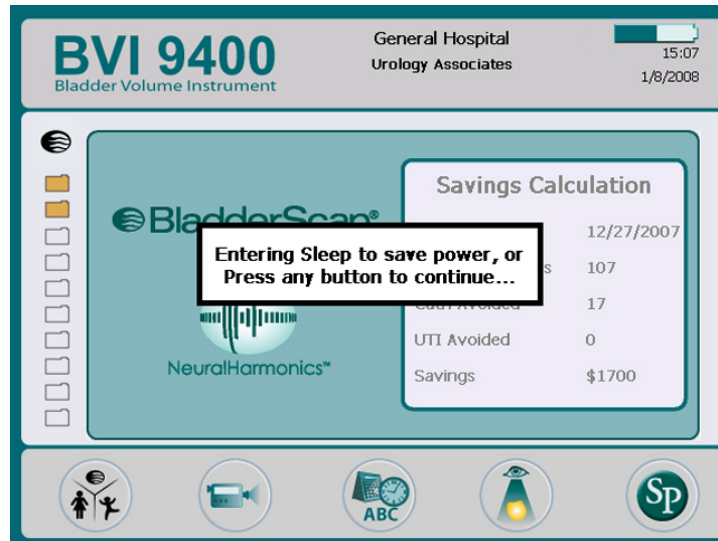 BVI 9400
Bladder Volume Instrument
General Hospital
Urology Associates
15:07
1/8/2008
Savings Calculation
BladderScan®
12/27/2007
Entering Sleep to save power, or
Press any button to continue...
s 107
Avoided 17
UTI Avoided 0
NeuralHarmonics™
Savings $1700
ABC
SP